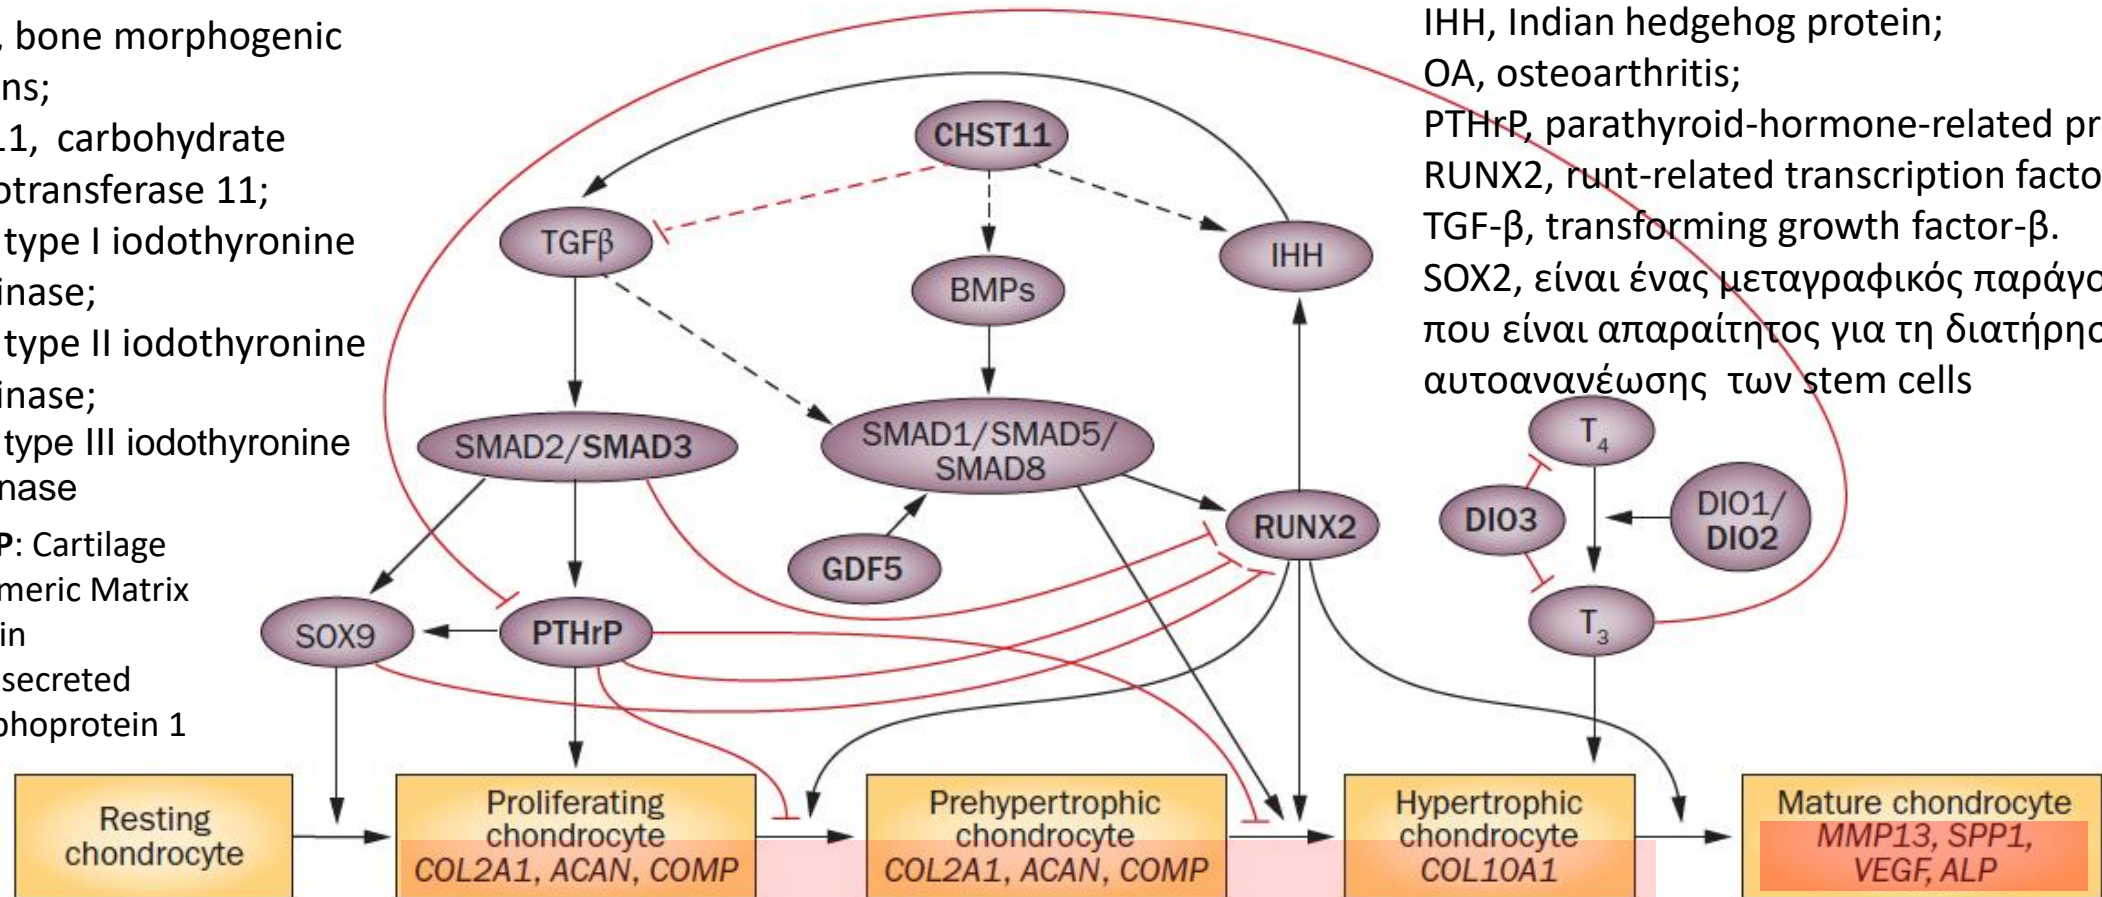 , bone morphogenic
ns;
11, carbohydrate
otransferase 11;
type I iodothyronine
inase;
type II iodothyronine
inase;
type III iodothyronine
nase
P: Cartilage
meric Matrix
in
secreted
phoprotein 1
IHH, Indian hedgehog protein;
OA, osteoarthritis;
PTHrP, parathyroid-hormone-related pr
RUNX2, runt-related transcription facto
TGF-β, transforming growth factor-β.
SOX2, είναι ένας μεταγραφικός παράγο
που είναι απαραίτητος για τη διατήρησ
αυτοανανέωσης των stem cells
CHST11
TGFβ
IHH
BMPs
SMAD2/SMAD3
SMAD1/SMAD5/
SMAD8
T4
DIO3
DIO1/
DIO2
RUNX2
GDF5
SOX9
PTHrP
T3
Resting
chondrocyte
Proliferating
chondrocyte
COL2A1, ACAN, COMP
Prehypertrophic
chondrocyte
COL2A1, ACAN, COMP
Hypertrophic
chondrocyte
COL10A1
Mature chondrocyte
MMP13, SPP1,
VEGF, ALP